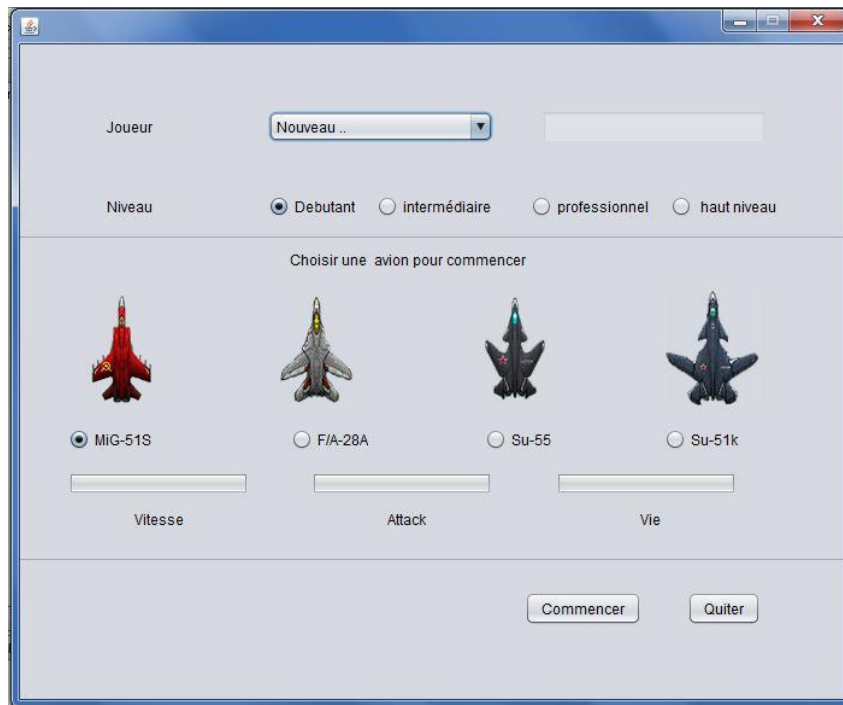 Joueur Nouveau ..
Niveau Debutant intermédiaire professionnel haut niveau
Choisir une avion pour commencer
MiG-51S F/A-28A Su-55 Su-51k
Vitesse Attack Vie
Commencer Quiter